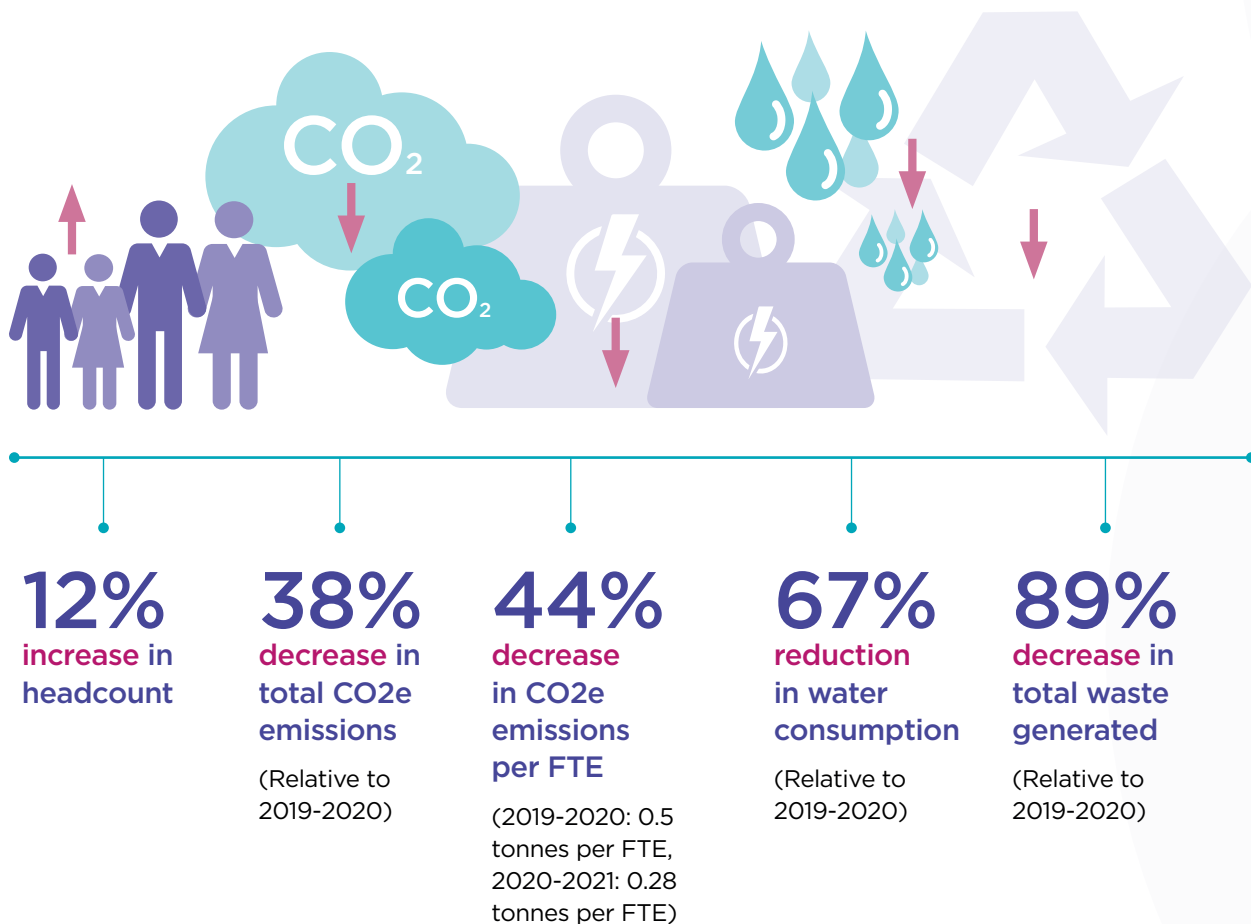 CO₂
CO₂
12%
increase in
headcount
38%
decrease in
total CO2e
emissions
(Relative to
2019-2020)
44%
decrease
in CO2e
emissions
per FTE
(2019-2020: 0.5
tonnes per FTE,
2020-2021: 0.28
tonnes per FTE)
67%
reduction
in water
consumption
(Relative to
2019-2020)
89%
decrease in
total waste
generated
(Relative to
2019-2020)